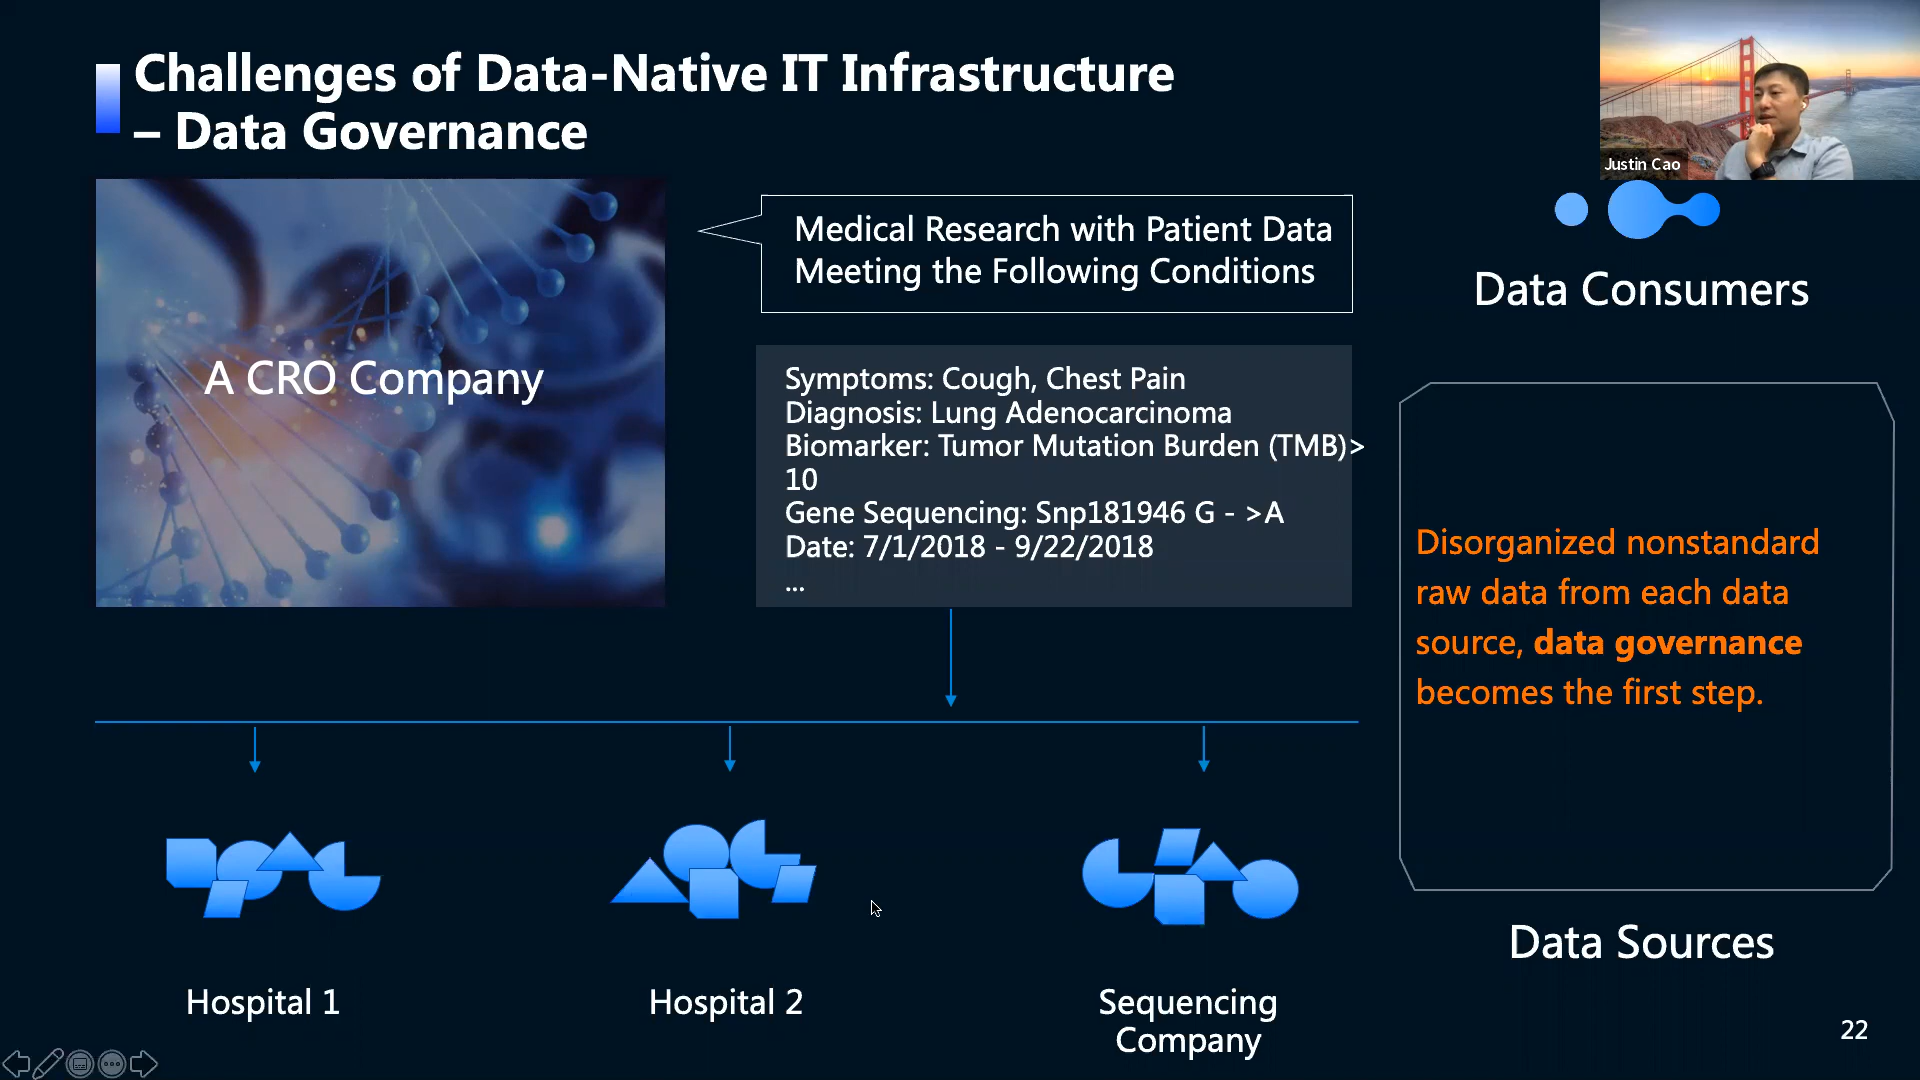 Challenges of Data-Native IT Infrastructure
– Data Governance
Justin Cao
A CRO Company
Medical Research with Patient Data
Meeting the Following Conditions
Data Consumers
Symptoms: Cough, Chest Pain
Diagnosis: Lung Adenocarcinoma
Biomarker: Tumor Mutation Burden (TMB)>
10
Gene Sequencing: Snp181946 G - >A
Date: 7/1/2018 - 9/22/2018
...
Disorganized nonstandard
raw data from each data
source, data governance
becomes the first step.
Data Sources
Hospital 1
Hospital 2
Sequencing
Company
22